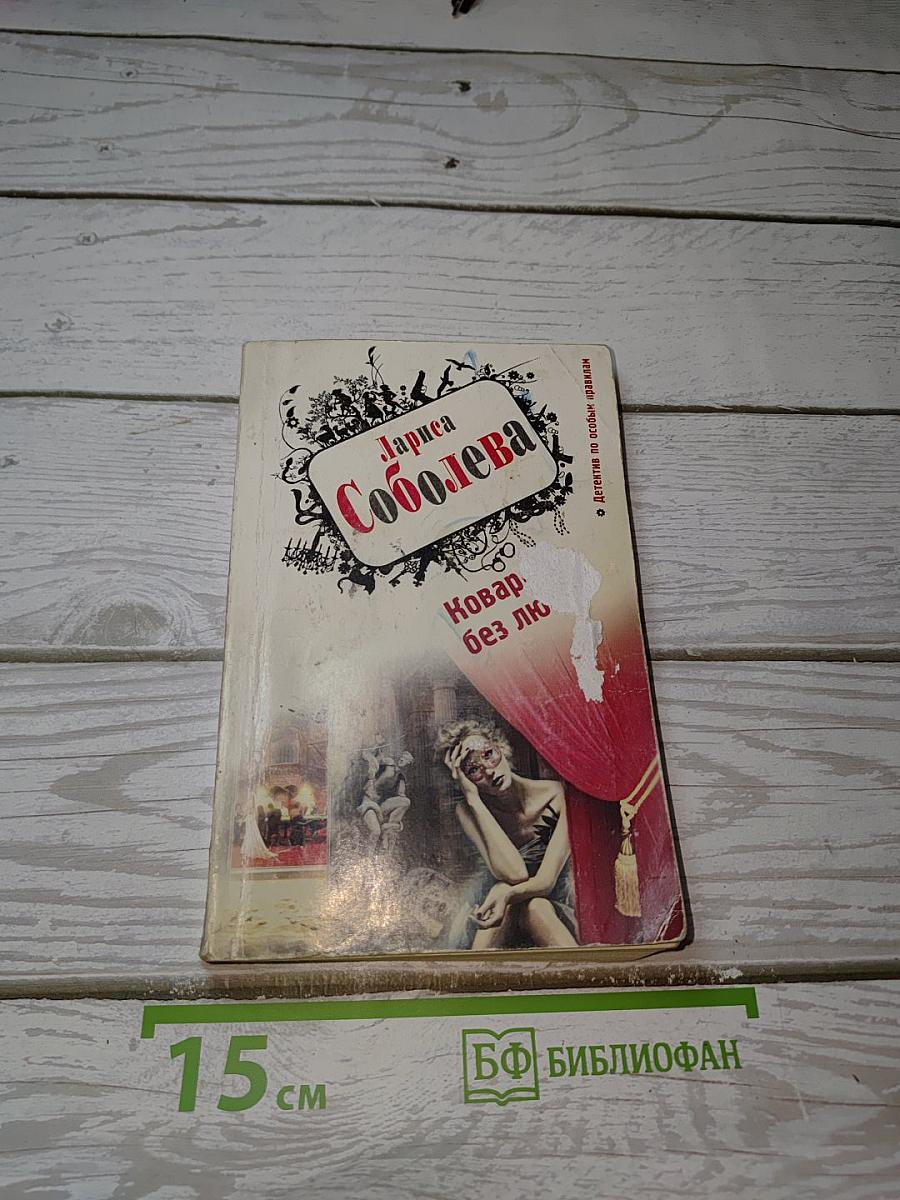 Лариса
Соболева
Детектив по особым правилам
Ковар
без лю
15 см
БФ БИБЛИОФАН